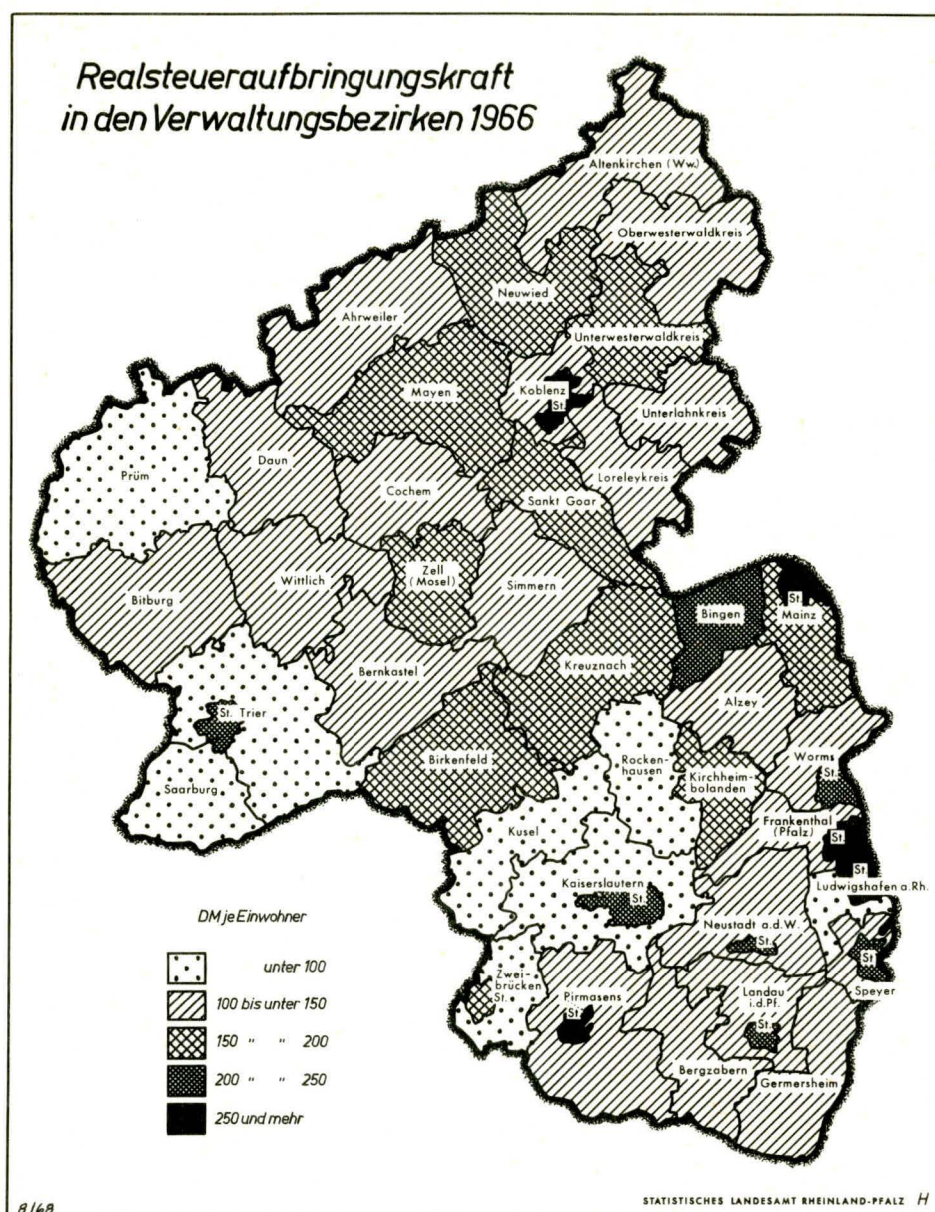 Realsteueraufbringungskraft
in den Verwaltungsbezirken 1966
Altenkirchen (Ww.)
Oberwesterwaldkreis
Neuwied
Ahrweiler
Unterwesterwaldkreis
Mayen
Koblenz
St.
Unterlahnkreis
Prüm
Daun
Cochem
Sankt Goar
Loreleykreis
Zell
(Mosel)
Wittlich
Simmern
Bitburg
Bingen
St.
Mainz
Bernkastel
Kreuznach
Alzey
St. Trier
Birkenfeld
Rocken-
hausen
Kirchheim-
bolanden
Worms
St.
Saarburg
Kusel
Frankenthal
(Pfalz)
St.
St.
Ludwigshafen a.Rh.
Kaiserslautern
St.
Neustadt a.d.W.
St.
St.
Speyer
Zwei-
brücken
St.
Pirmasens
St.
Landau
i.d.Pf.
St.
Bergzabern
Germersheim
DM je Einwohner
unter 100
100 bis unter 150
150 " " 200
200 " " 250
250 und mehr
8/68
STATISTISCHES LANDESAMT RHEINLAND-PFALZ H